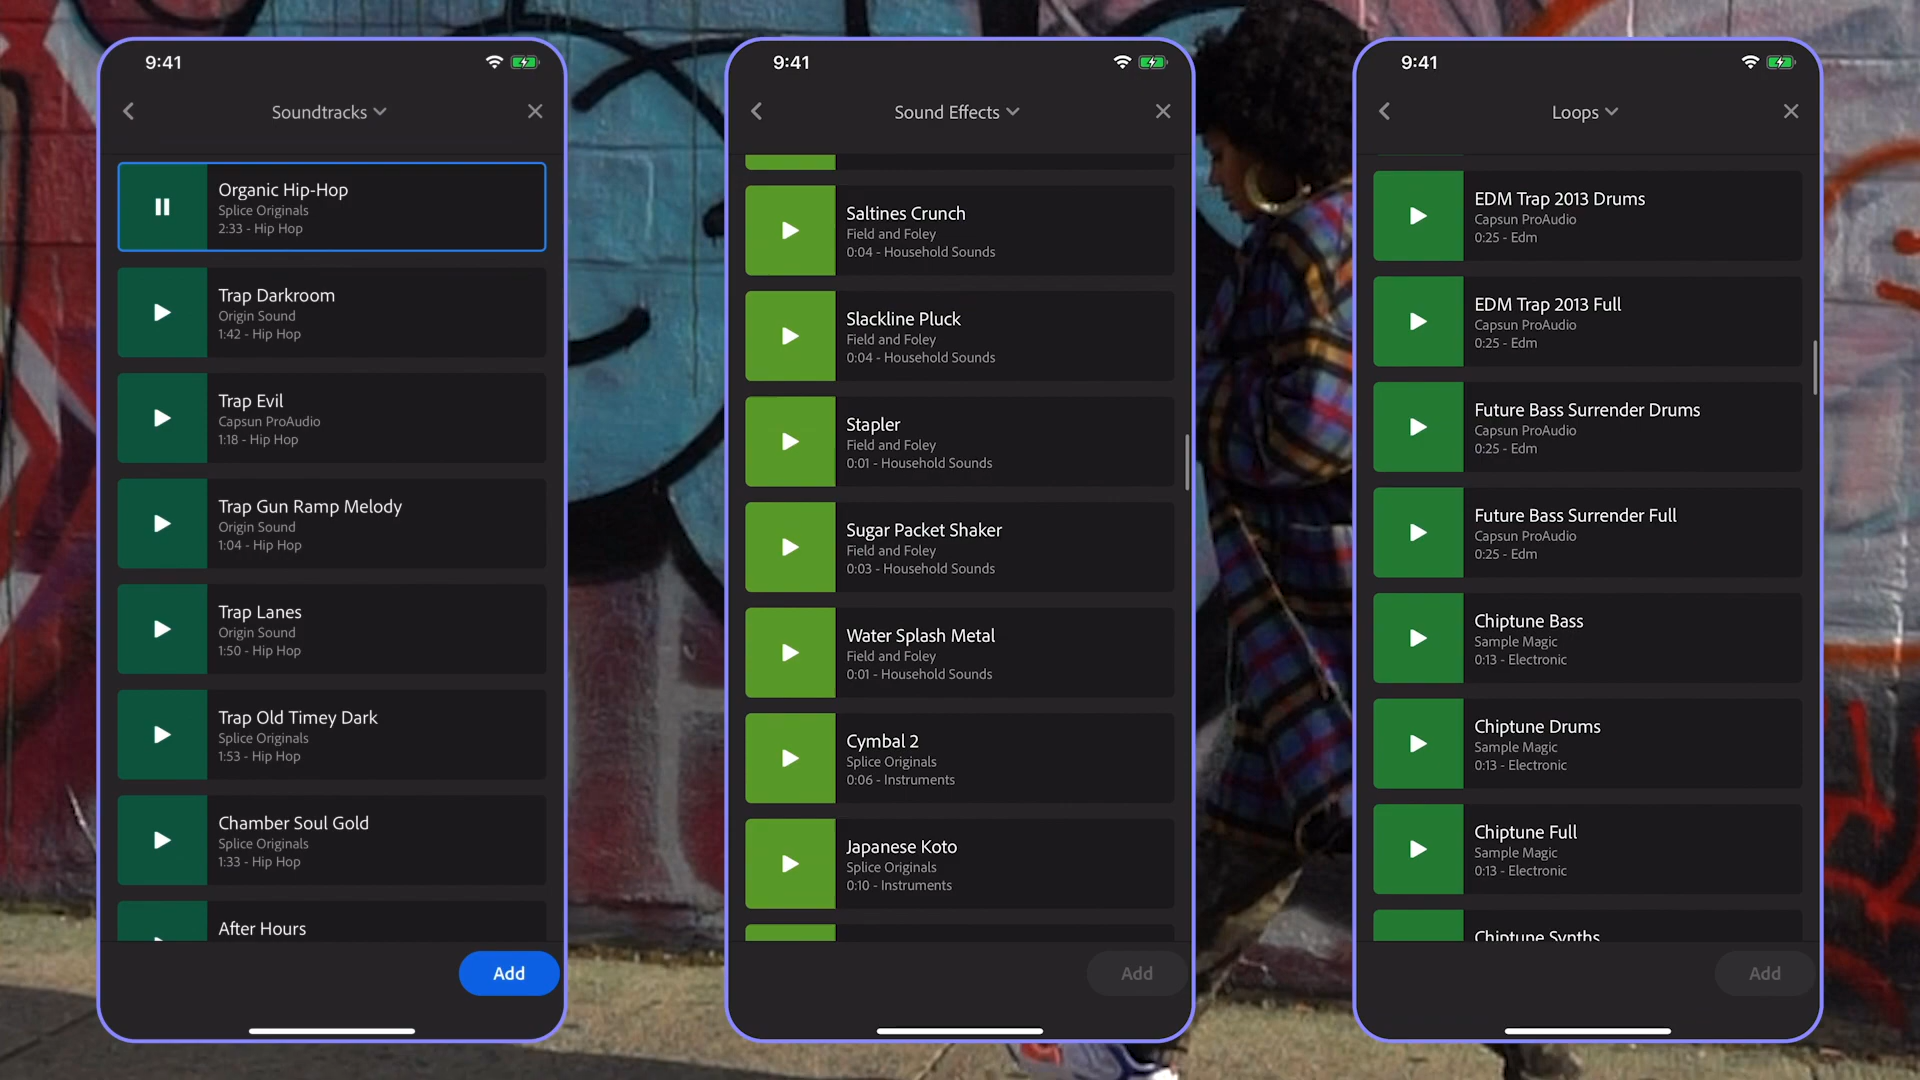 9:41
Soundtracks
Organic Hip-Hop
Splice Originals
2:33 - Hip Hop
Trap Darkroom
Origin Sound
1:42 - Hip Hop
Trap Evil
Capsun ProAudio
1:18 - Hip Hop
Trap Gun Ramp Melody
Origin Sound
1:04 - Hip Hop
Trap Lanes
Origin Sound
1:50 - Hip Hop
Trap Old Timey Dark
Splice Originals
1:53 - Hip Hop
Chamber Soul Gold
Splice Originals
1:33 - Hip Hop
After Hours
Add
9:41
Sound Effects
Saltines Crunch
Field and Foley
0:04 - Household Sounds
Slackline Pluck
Field and Foley
0:04 - Household Sounds
Stapler
Field and Foley
0:01 - Household Sounds
Sugar Packet Shaker
Field and Foley
0:03 - Household Sounds
Water Splash Metal
Field and Foley
0:01 - Household Sounds
Cymbal 2
Splice Originals
0:06 - Instruments
Japanese Koto
Splice Originals
0:10 - Instruments
Add
9:41
Loops
EDM Trap 2013 Drums
Capsun ProAudio
0:25 - Edm
EDM Trap 2013 Full
Capsun ProAudio
0:25 - Edm
Future Bass Surrender Drums
Capsun ProAudio
0:25 - Edm
Future Bass Surrender Full
Capsun ProAudio
0:25 - Edm
Chiptune Bass
Sample Magic
0:13 - Electronic
Chiptune Drums
Sample Magic
0:13 - Electronic
Chiptune Full
Sample Magic
0:13 - Electronic
Chiptune Synths
Add